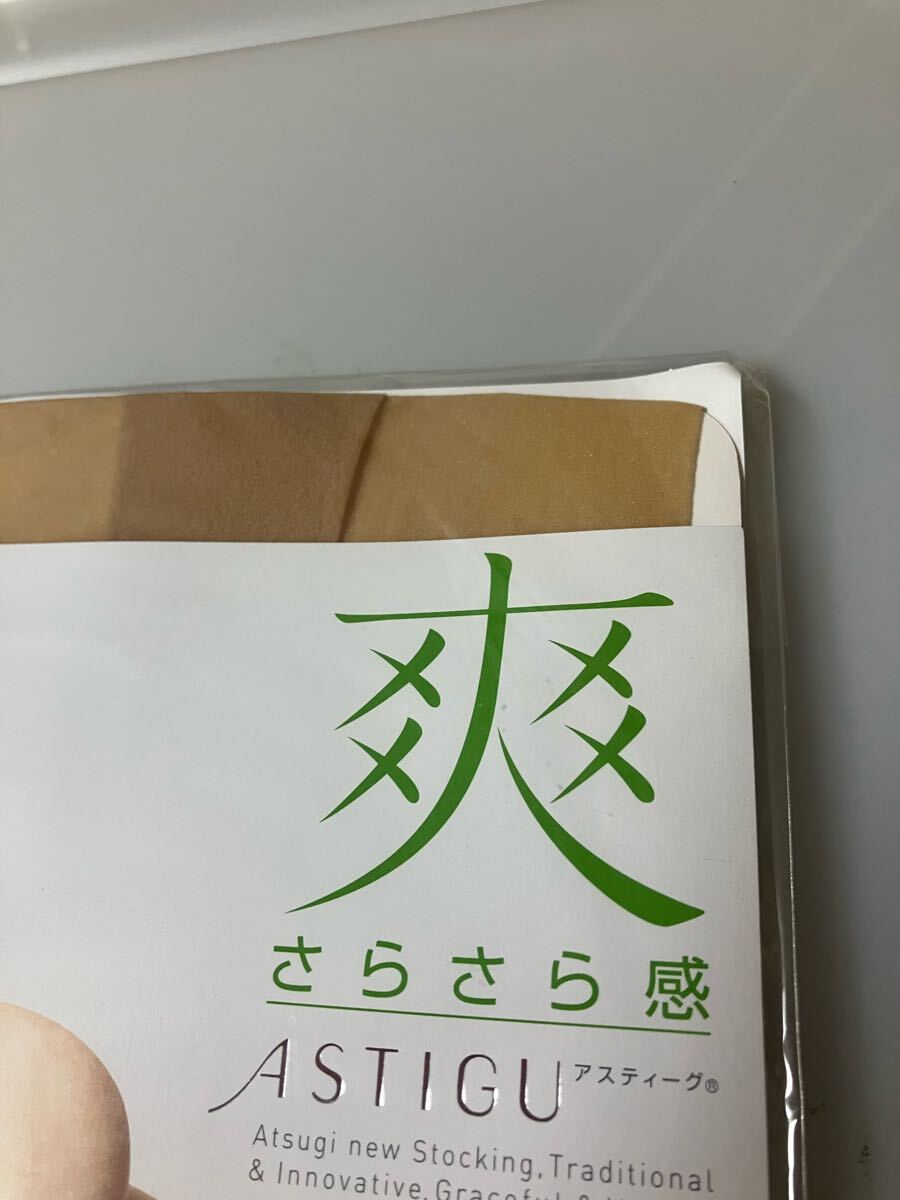 爽
さらさら感
ASTIGU アスティーグ®
Atsugi new Stocking, Traditional
& Innovative, Graceful &